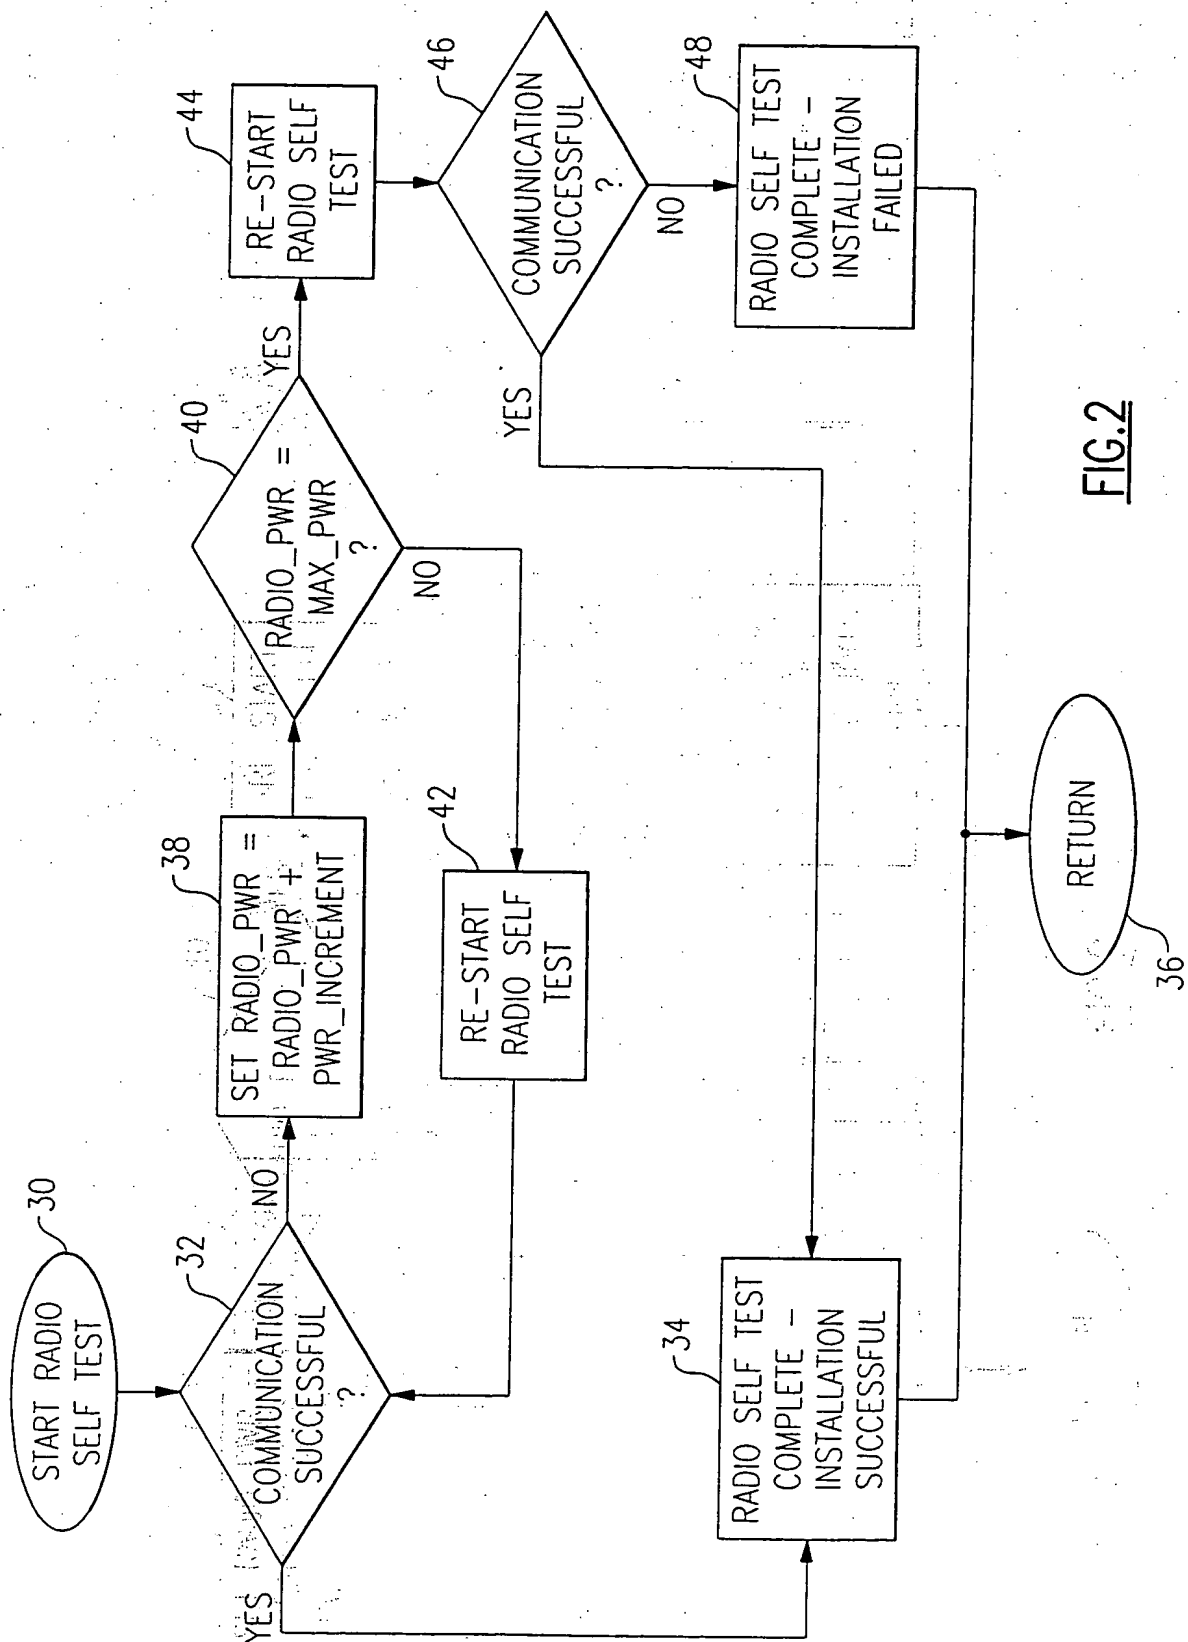 START RADIO
SELF TEST
30
COMMUNICATION
SUCCESSFUL
?
32
YES
NO
SET RADIO_PWR =
RADIO_PWR +
PWR_INCREMENT
38
RADIO_PWR =
MAX_PWR
?
40
YES
NO
RE-START
RADIO SELF
TEST
42
RE-START
RADIO SELF
TEST
44
COMMUNICATION
SUCCESSFUL
?
46
YES
NO
RADIO SELF TEST
COMPLETE -
INSTALLATION
SUCCESSFUL
34
RADIO SELF TEST
COMPLETE -
INSTALLATION
FAILED
48
RETURN
36
FIG.2